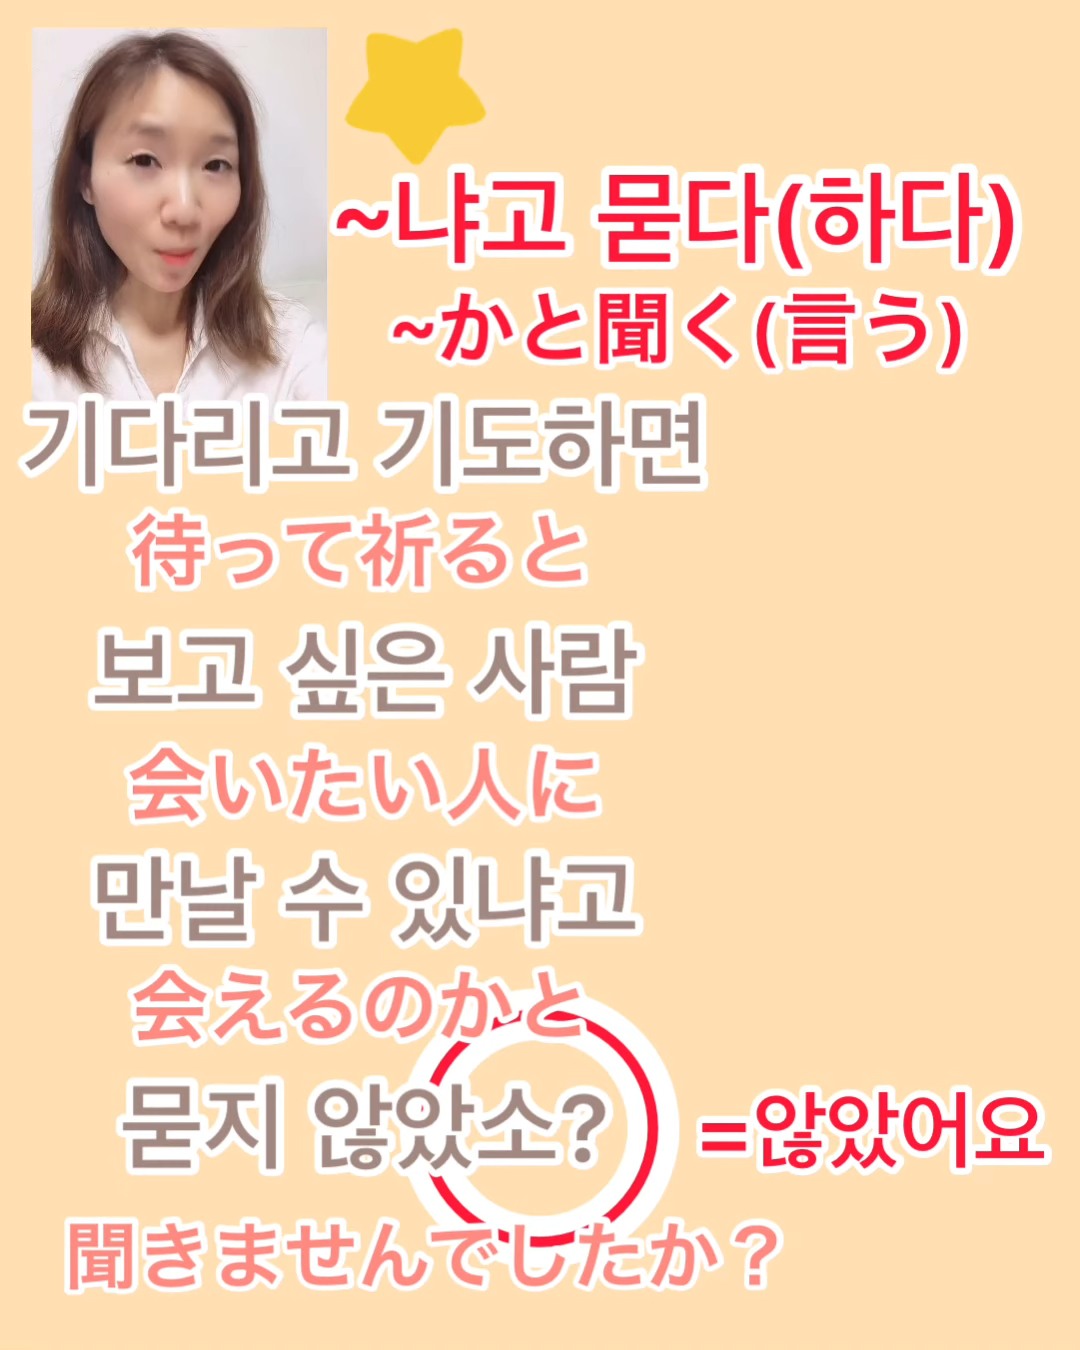 ~냐고 묻다(하다)
~かと聞く(言う)
기다리고 기도하면
待って祈ると
보고 싶은 사람
会いたい人に
만날 수 있냐고
会えるのかと
묻지 않았소? =않았어요
聞きませんでしたか？